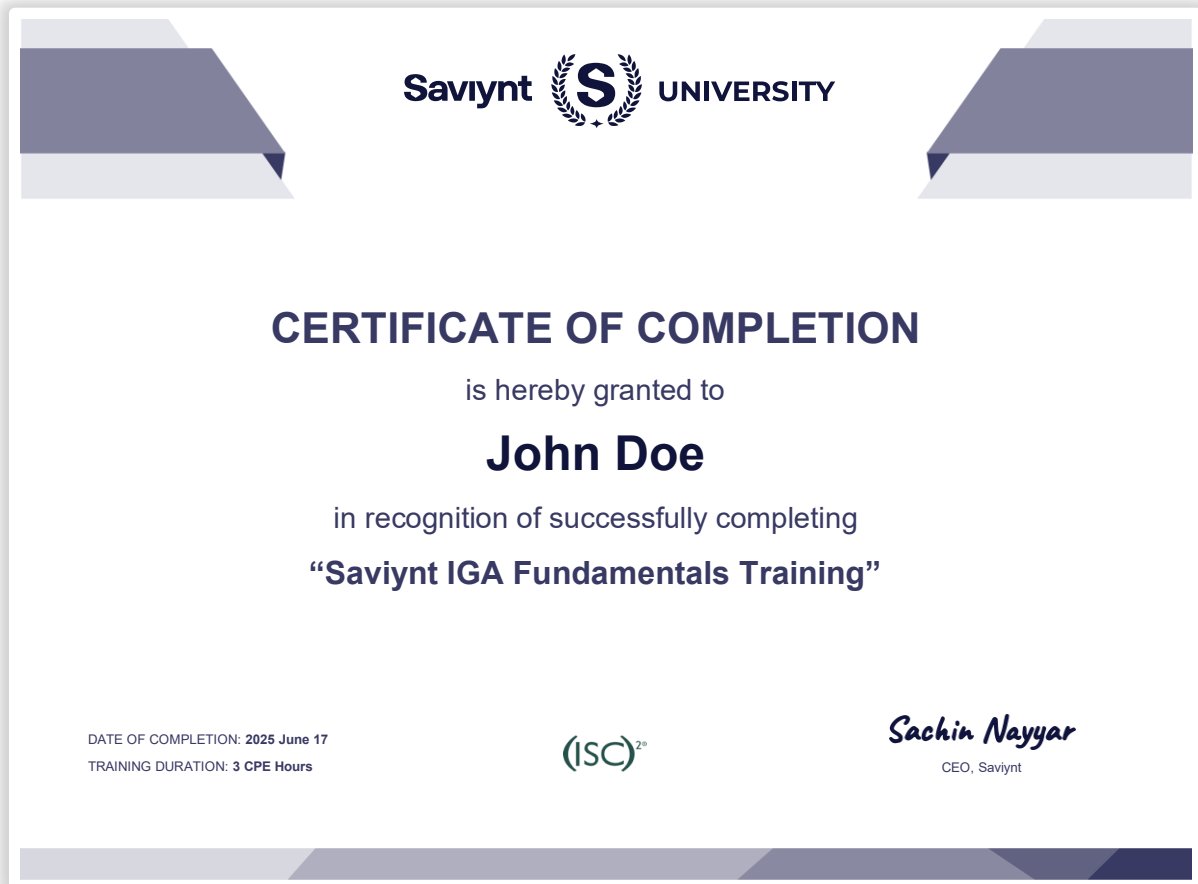 Saviynt S UNIVERSITY
CERTIFICATE OF COMPLETION
is hereby granted to
John Doe
in recognition of successfully completing
“Saviynt IGA Fundamentals Training”
DATE OF COMPLETION: 2025 June 17
TRAINING DURATION: 3 CPE Hours
(ISC)²®
Sachin Nayyar
CEO, Saviynt